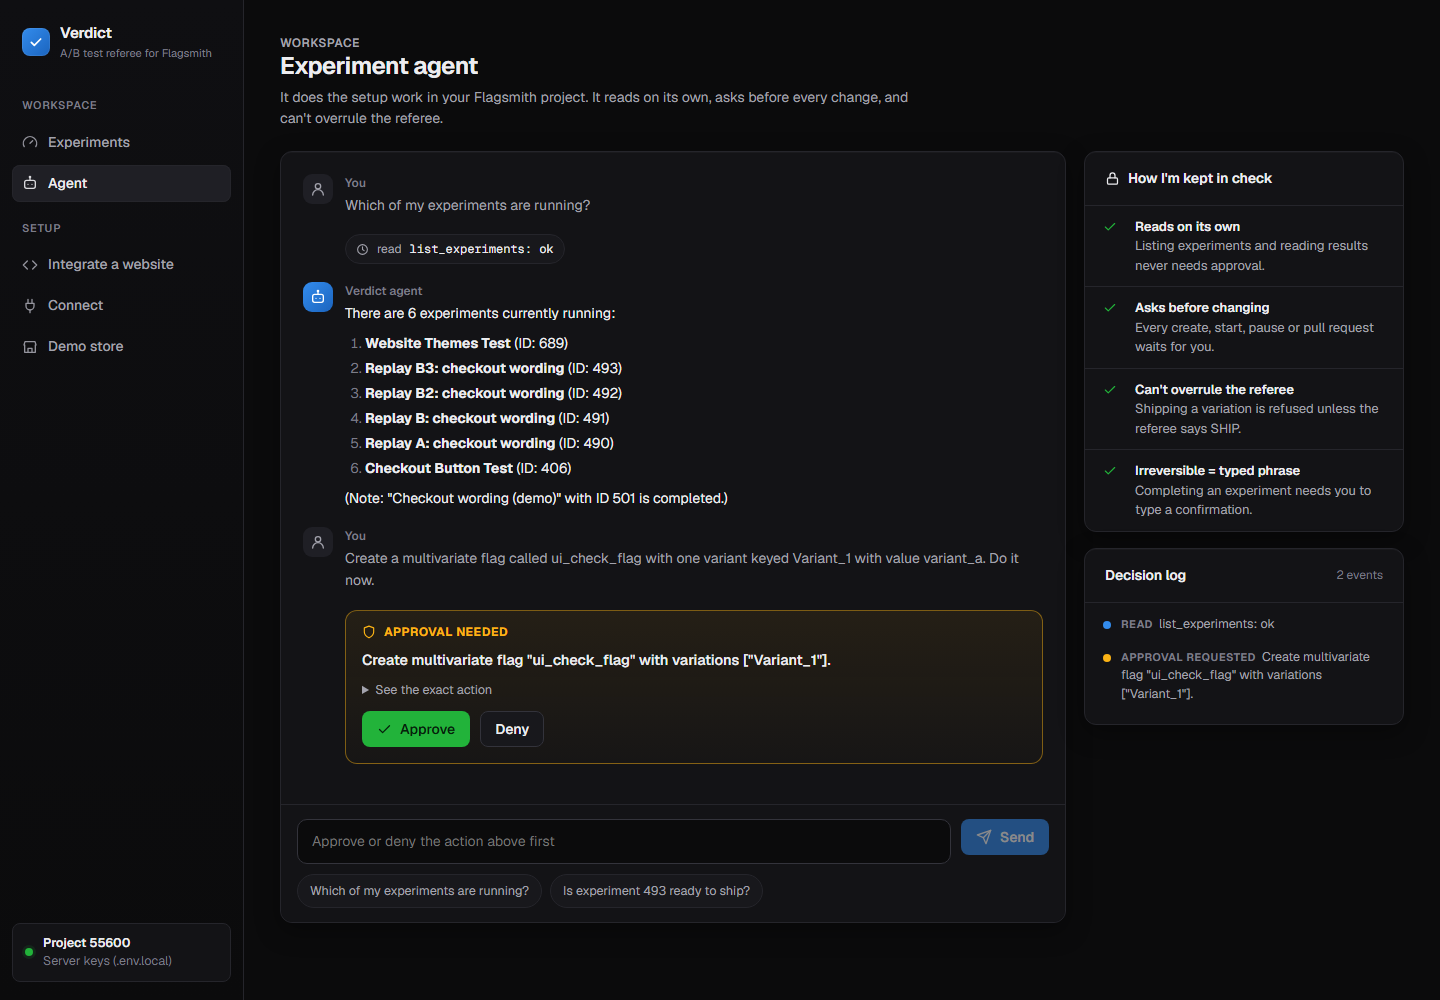 Verdict
A/B test referee for Flagsmith
WORKSPACE
Experiments
Agent
SETUP
Integrate a website
Connect
Demo store
Project 55600
Server keys (.env.local)
WORKSPACE
Experiment agent
It does the setup work in your Flagsmith project. It reads on its own, asks before every change, and
can't overrule the referee.
You
Which of my experiments are running?
read list_experiments: ok
Verdict agent
There are 6 experiments currently running:
1. Website Themes Test (ID: 689)
2. Replay B3: checkout wording (ID: 493)
3. Replay B2: checkout wording (ID: 492)
4. Replay B: checkout wording (ID: 491)
5. Replay A: checkout wording (ID: 490)
6. Checkout Button Test (ID: 406)
(Note: "Checkout wording (demo)" with ID 501 is completed.)
You
Create a multivariate flag called ui_check_flag with one variant keyed Variant_1 with value variant_a. Do it
now.
APPROVAL NEEDED
Create multivariate flag "ui_check_flag" with variations ["Variant_1"].
See the exact action
Approve
Deny
Approve or deny the action above first
Send
Which of my experiments are running?
Is experiment 493 ready to ship?
How I'm kept in check
Reads on its own
Listing experiments and reading results
never needs approval.
Asks before changing
Every create, start, pause or pull request
waits for you.
Can't overrule the referee
Shipping a variation is refused unless the
referee says SHIP.
Irreversible = typed phrase
Completing an experiment needs you to
type a confirmation.
Decision log
2 events
READ list_experiments: ok
APPROVAL REQUESTED Create multivariate
flag "ui_check_flag" with variations
["Variant_1"].